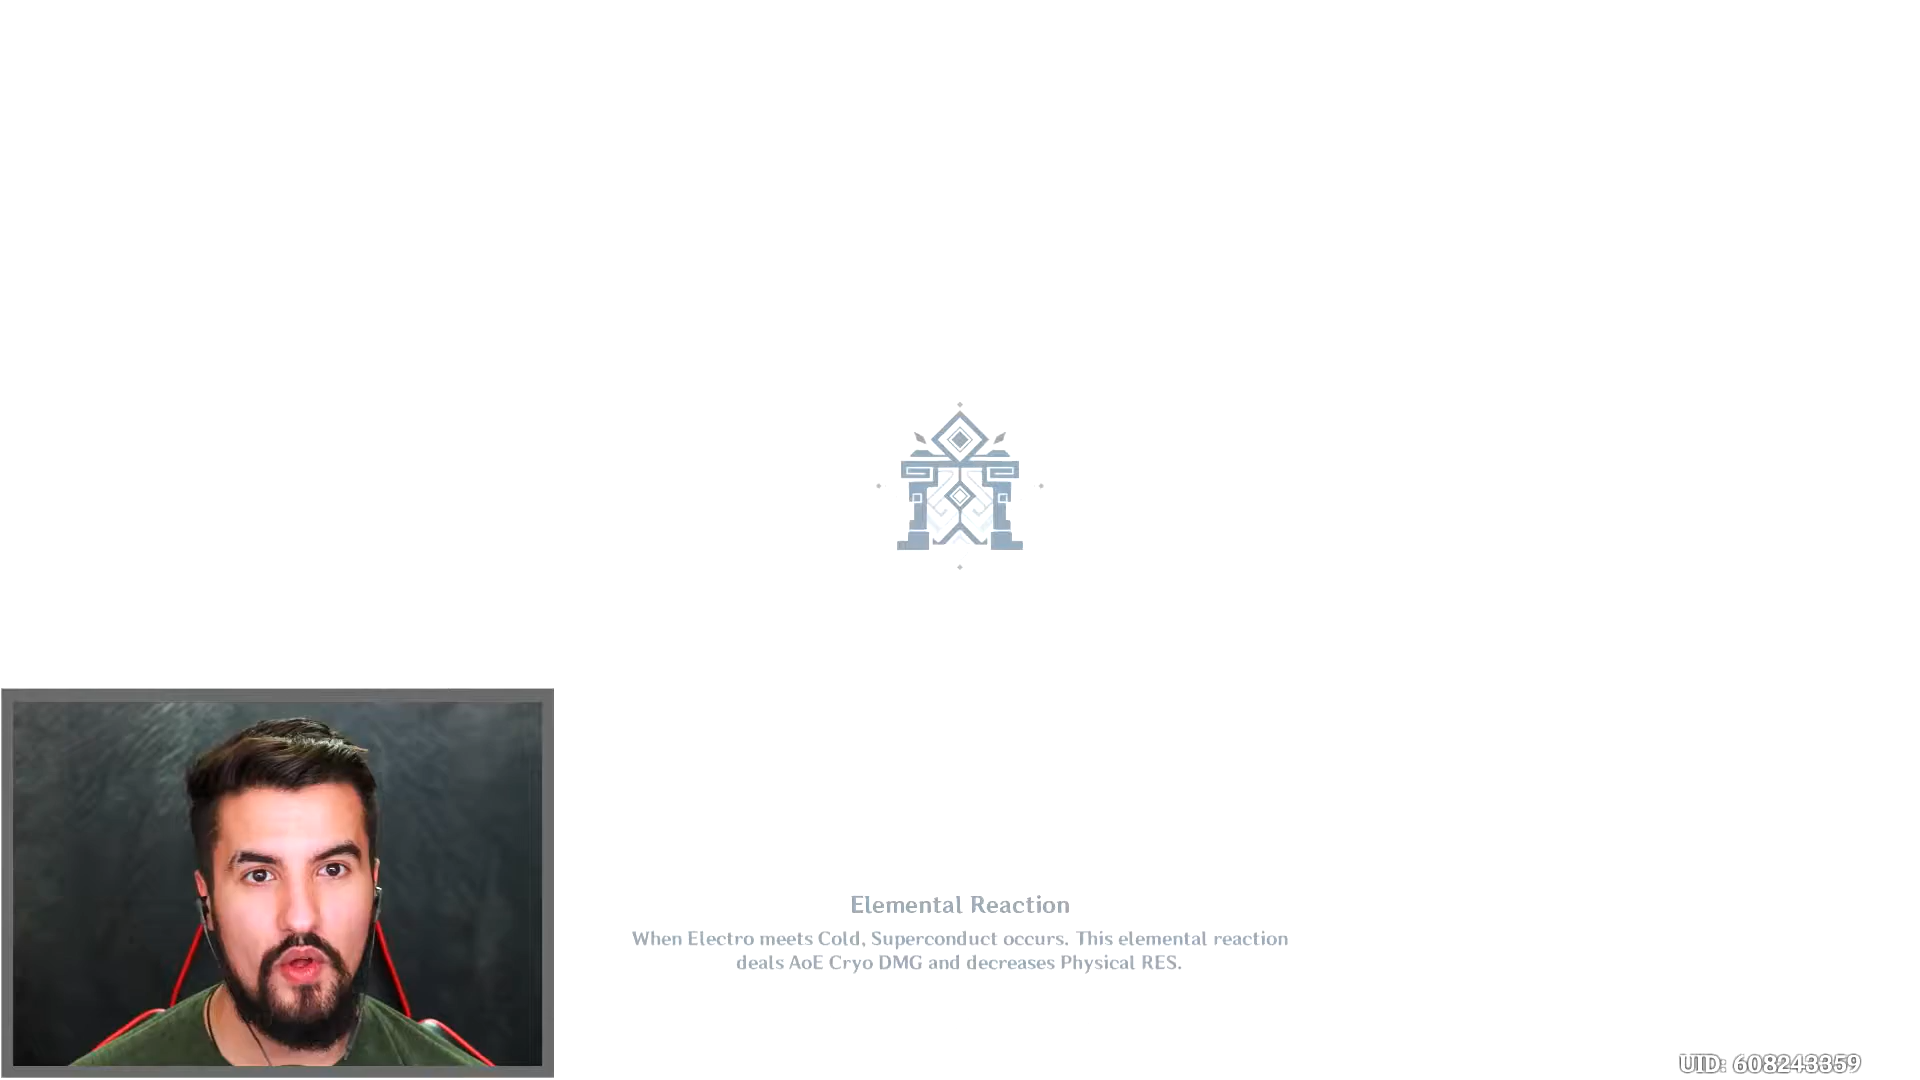 Elemental Reaction
When Electro meets Cold, Superconduct occurs. This elemental reaction
deals AoE Cryo DMG and decreases Physical RES.
UID: 608243359